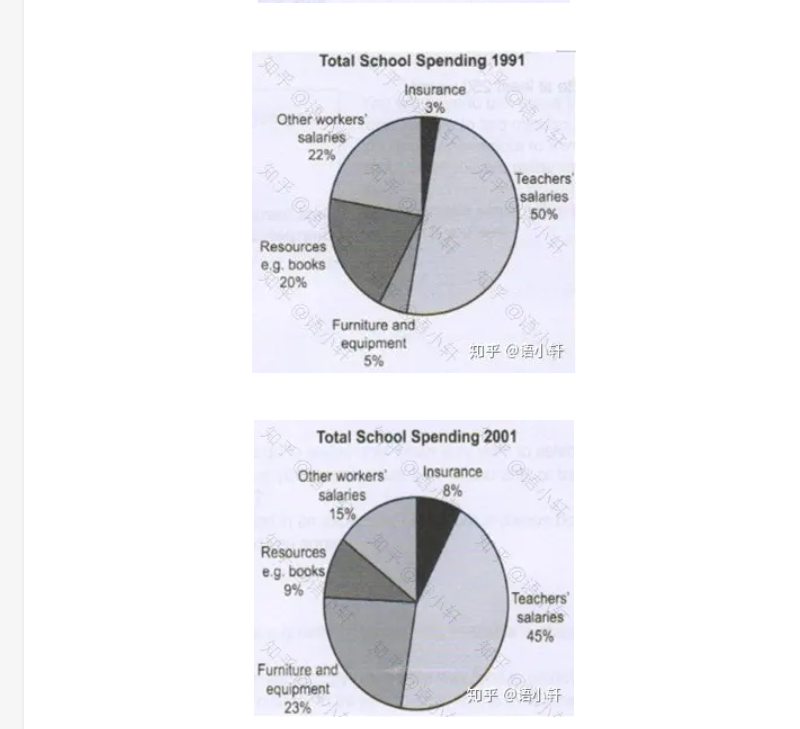 Total School Spending 1991
Insurance
3%
Other workers'
salaries
22%
Teachers'
salaries
50%
Resources
e.g. books
20%
Furniture and
equipment
5%
知乎 @语小轩
Total School Spending 2001
Other workers'
salaries
15%
Insurance
8%
Resources
e.g. books
9%
Teachers'
salaries
45%
Furniture and
equipment
23%
知乎 @语小轩